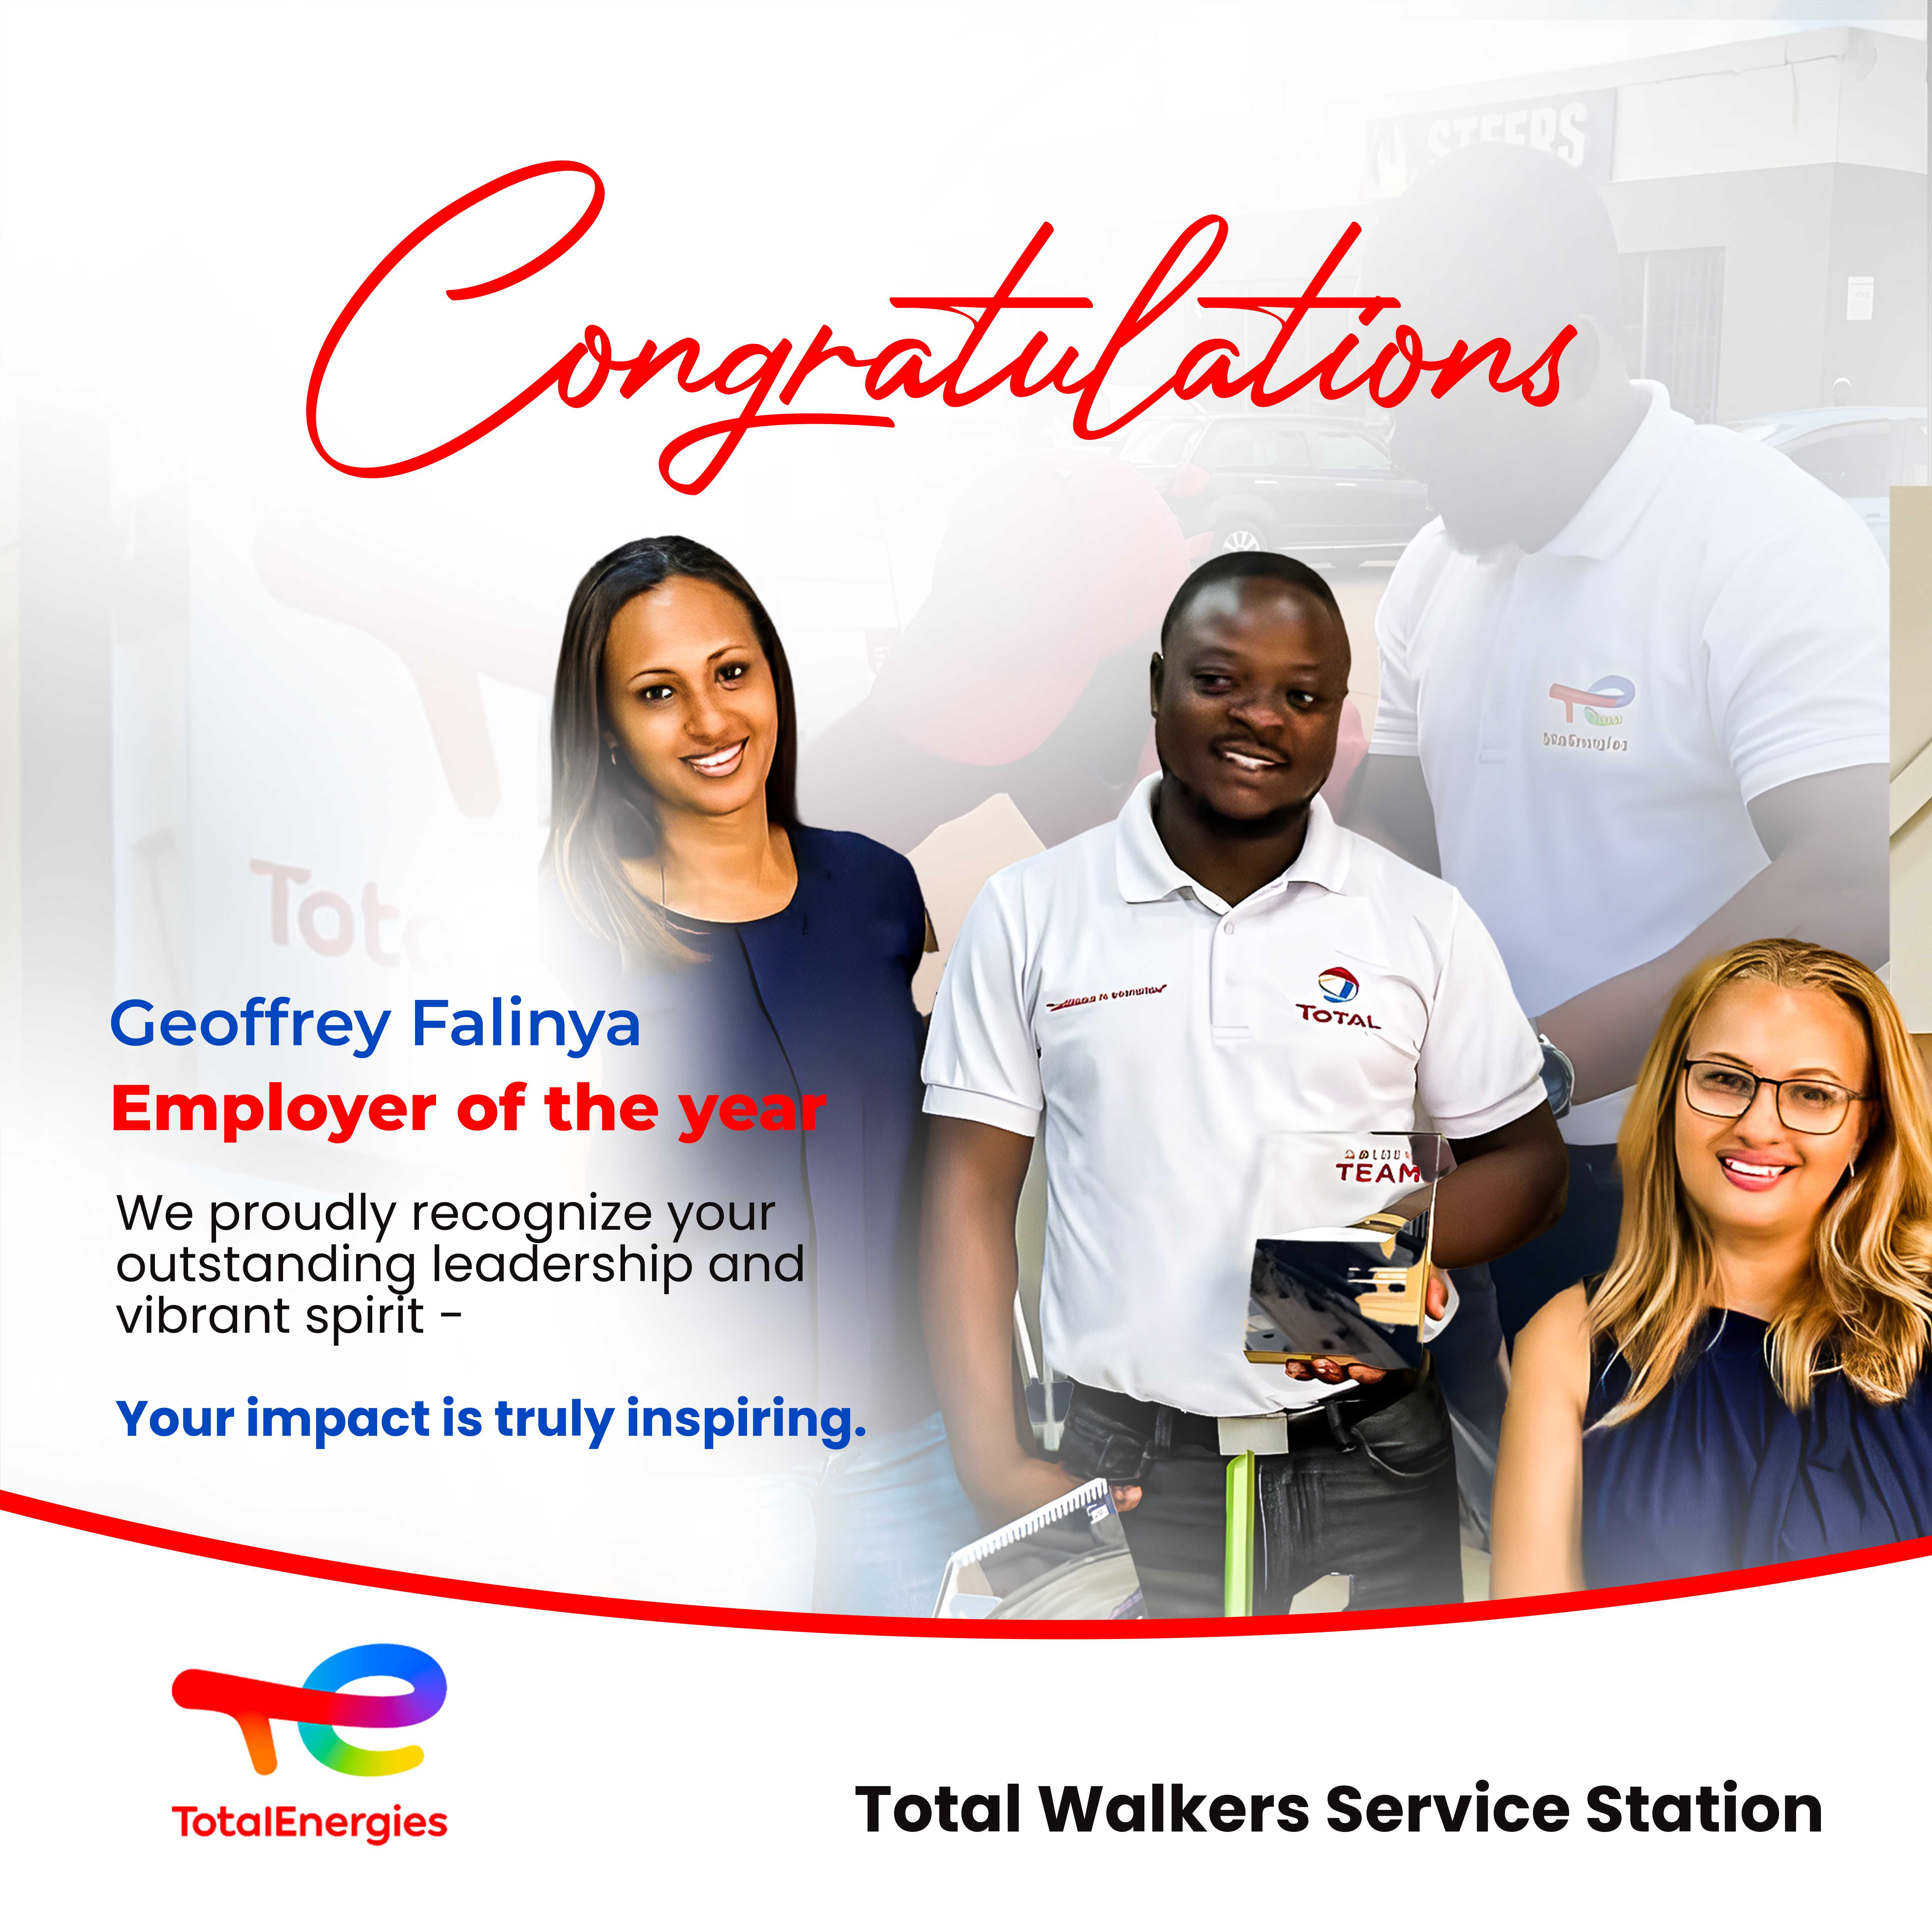 STEERS
Congratulations
TOTAL
TEAM
Geoffrey Falinya
Employer of the year
We proudly recognize your
outstanding leadership and
vibrant spirit -
Your impact is truly inspiring.
TotalEnergies
Total Walkers Service Station